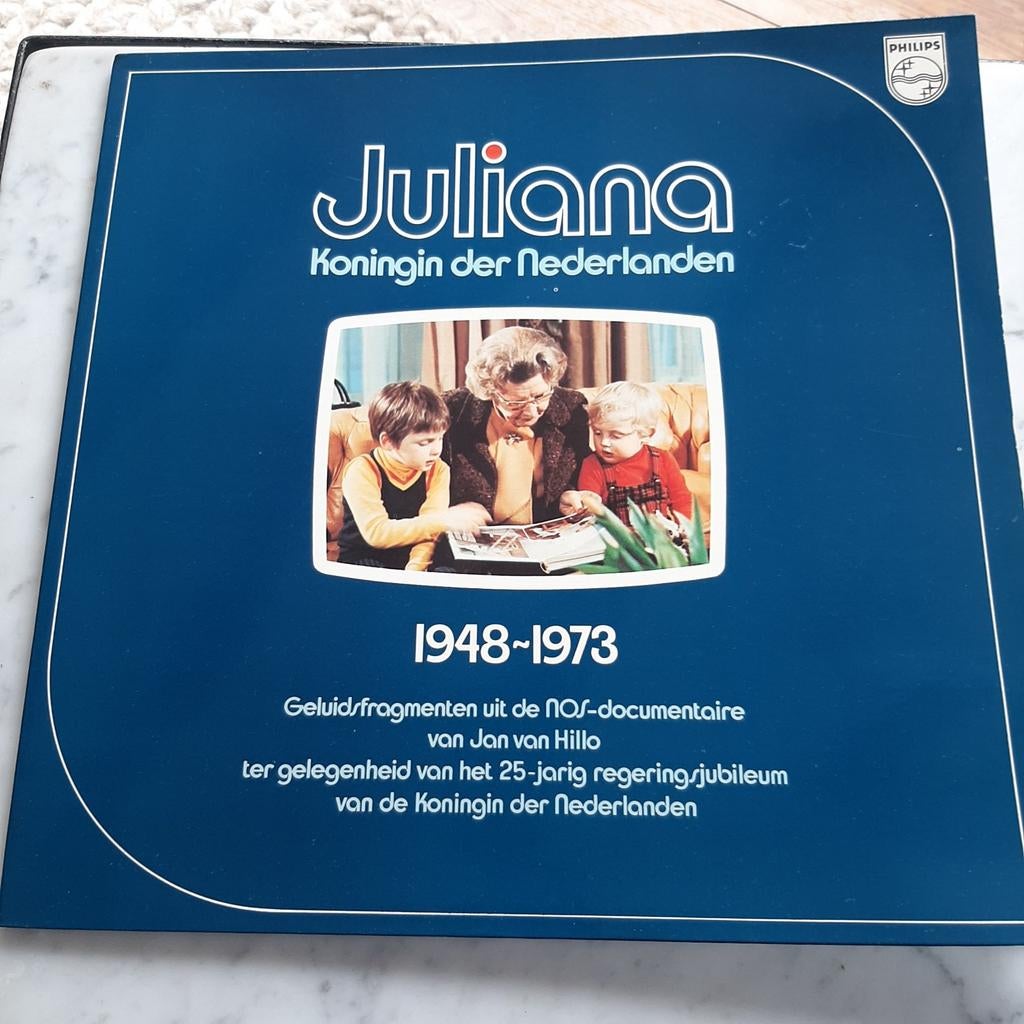 PHILIPS
Juliana
Koningin der Nederlanden
1948~1973
Geluidsfragmenten uit de NOS-documentaire
van Jan van Hillo
ter gelegenheid van het 25-jarig regeringsjubileum
van de Koningin der Nederlanden